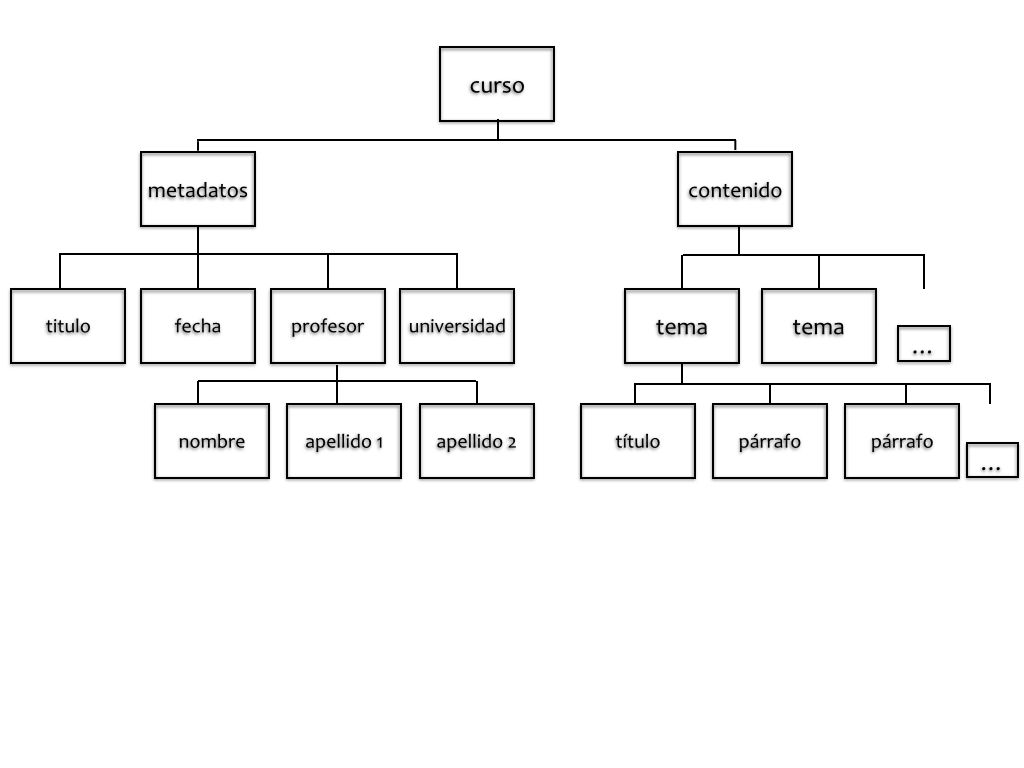 curso
metadatos
contenido
titulo
fecha
profesor
universidad
tema
tema
...
nombre
apellido 1
apellido 2
título
párrafo
párrafo
...